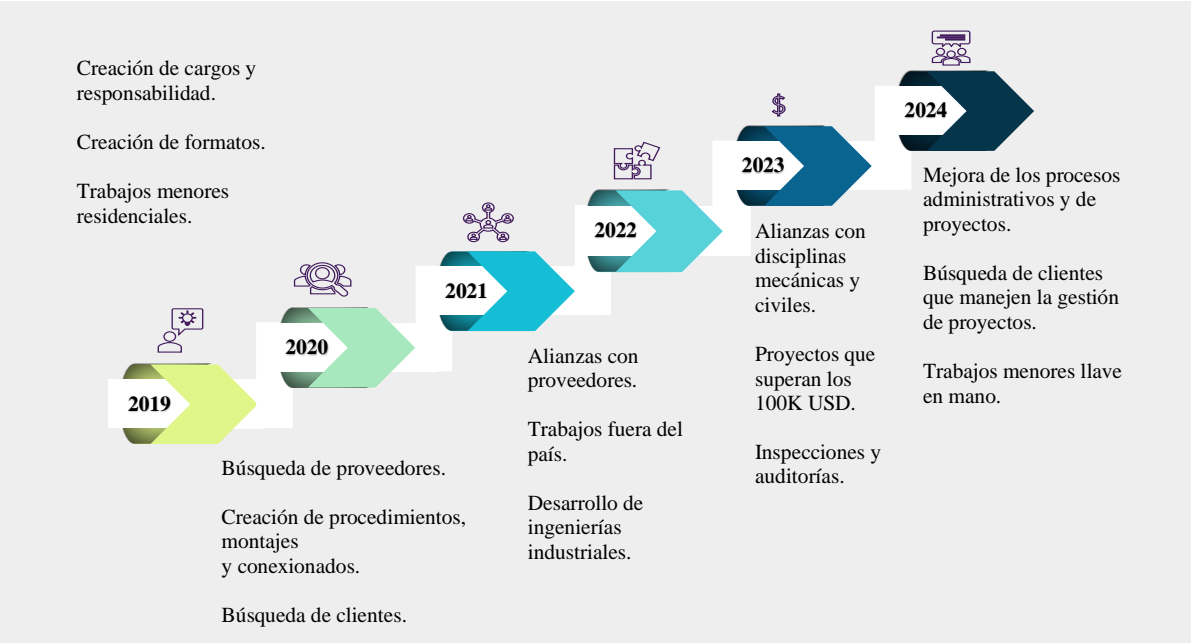 Creación de cargos y
responsabilidad.
Creación de formatos.
Trabajos menores
residenciales.
2019
2020
Búsqueda de proveedores.
Creación de procedimientos,
montajes
y conexionados.
Búsqueda de clientes.
2021
Alianzas con
proveedores.
Trabajos fuera del
país.
Desarrollo de
ingenierías
industriales.
2022
2023
Alianzas con
disciplinas
mecánicas y
civiles.
Proyectos que
superan los
100K USD.
Inspecciones y
auditorías.
2024
Mejora de los procesos
administrativos y de
proyectos.
Búsqueda de clientes
que manejen la gestión
de proyectos.
Trabajos menores llave
en mano.